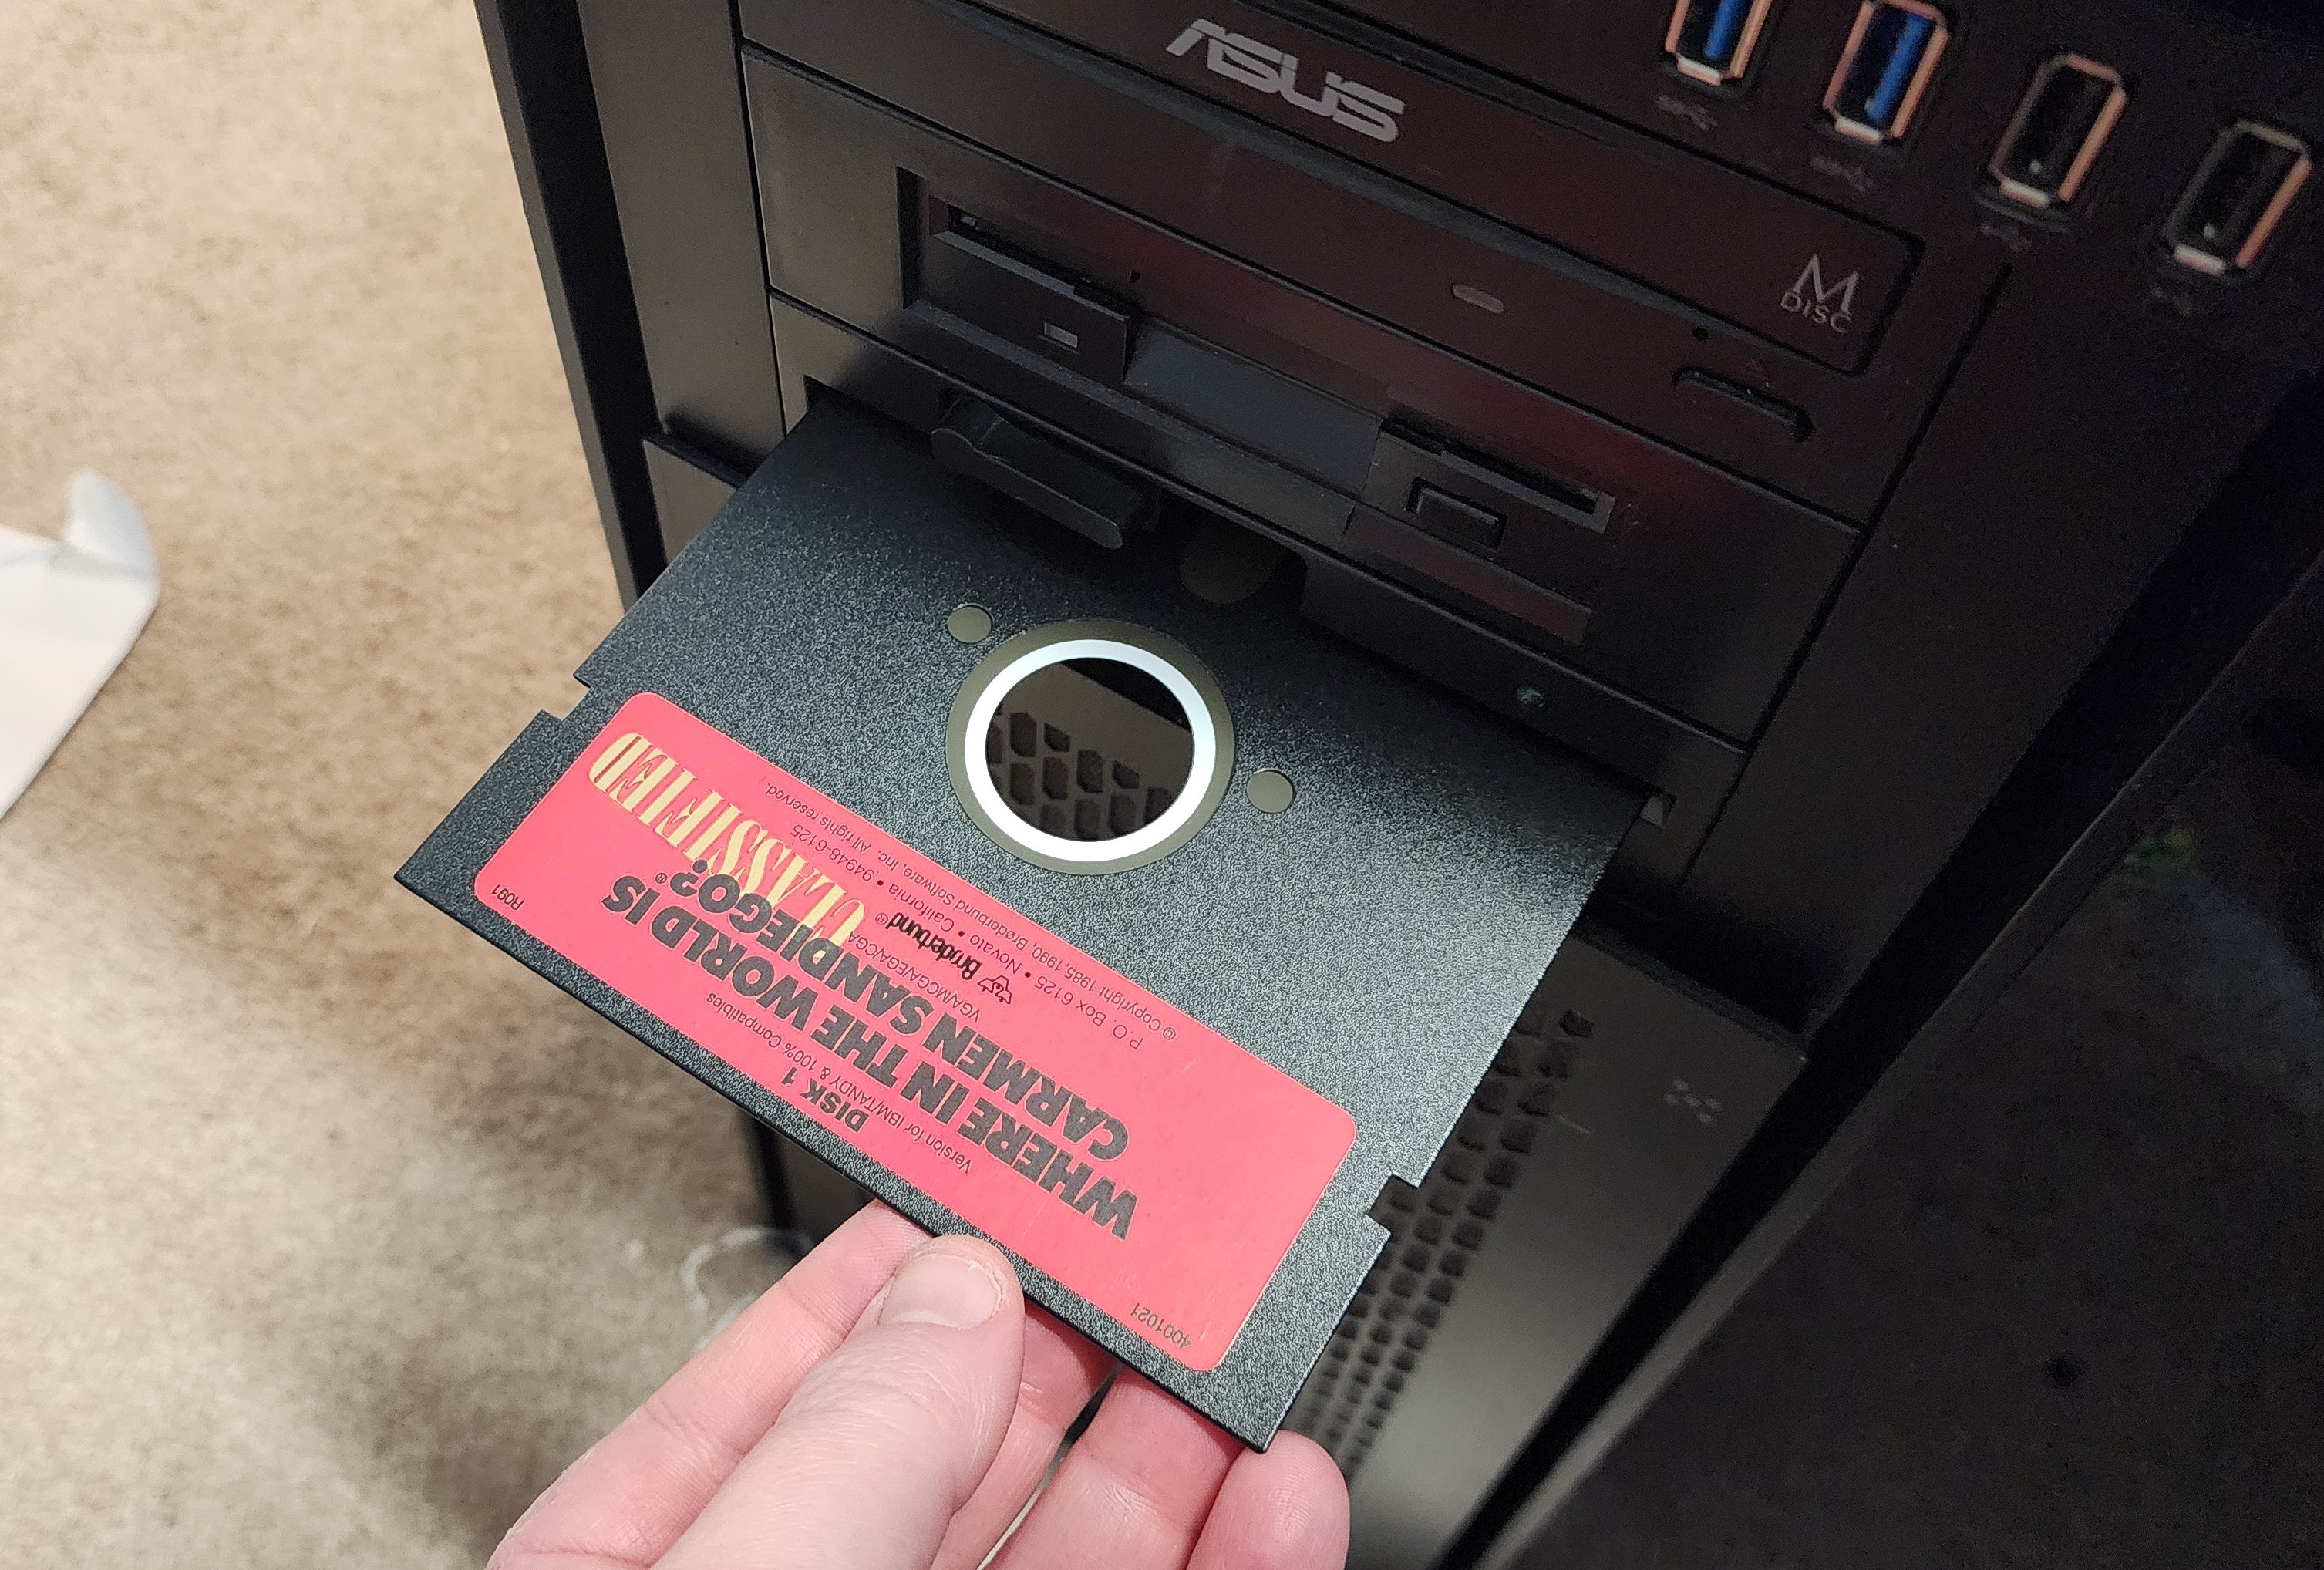 ASUS
M
DISC
WHERE IN THE WORLD IS
CARMEN SANDIEGO?®
DISK 1
Version for IBM/TANDY & 100% Compatibles
VGA/MCGA/EGA/CGA
CLASSIFIED
Brøderbund®
P.O. Box 6125 • Novato • California • 94948-6125
© Copyright 1985, 1990, Brøderbund Software, Inc. All rights reserved.
4001021
R091